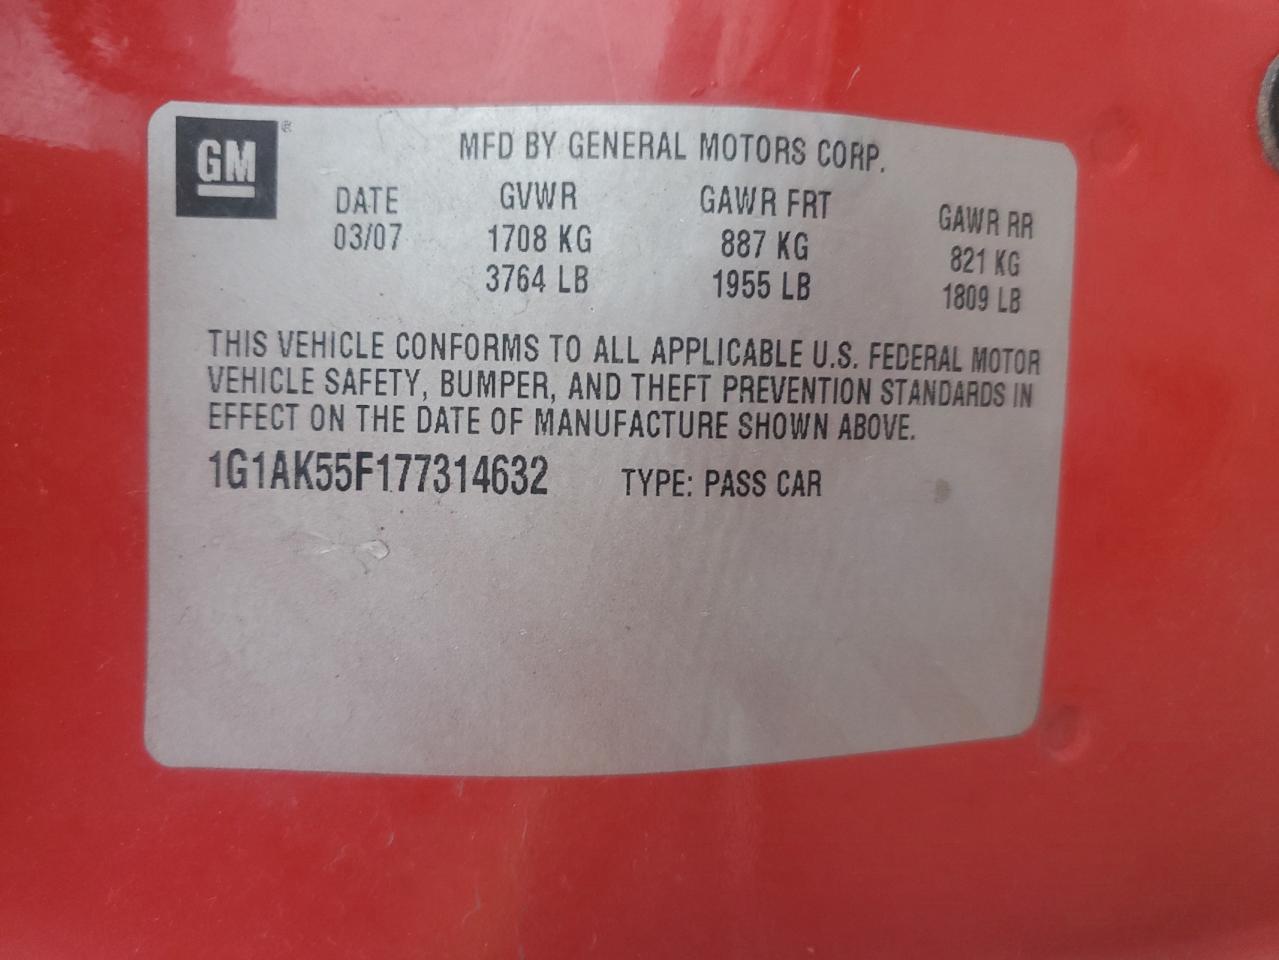 GM®
MFD BY GENERAL MOTORS CORP.
DATE GVWR GAWR FRT GAWR RR
03/07 1708 KG 887 KG 821 KG
3764 LB 1955 LB 1809 LB
THIS VEHICLE CONFORMS TO ALL APPLICABLE U.S. FEDERAL MOTOR
VEHICLE SAFETY, BUMPER, AND THEFT PREVENTION STANDARDS IN
EFFECT ON THE DATE OF MANUFACTURE SHOWN ABOVE.
1G1AK55F177314632 TYPE: PASS CAR